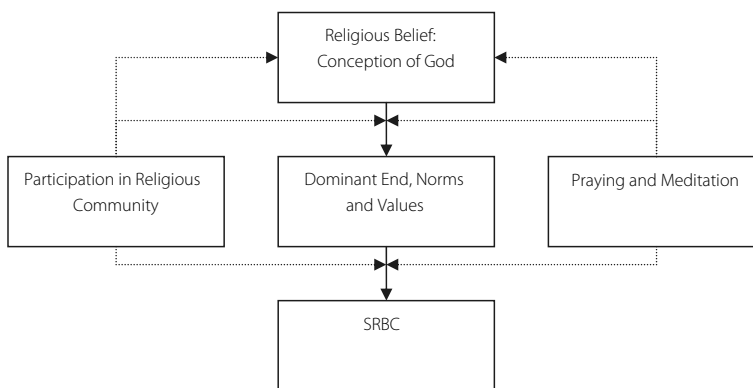 Religious Belief:
Conception of God
Participation in Religious
Community
Dominant End, Norms
and Values
Praying and Meditation
SRBC